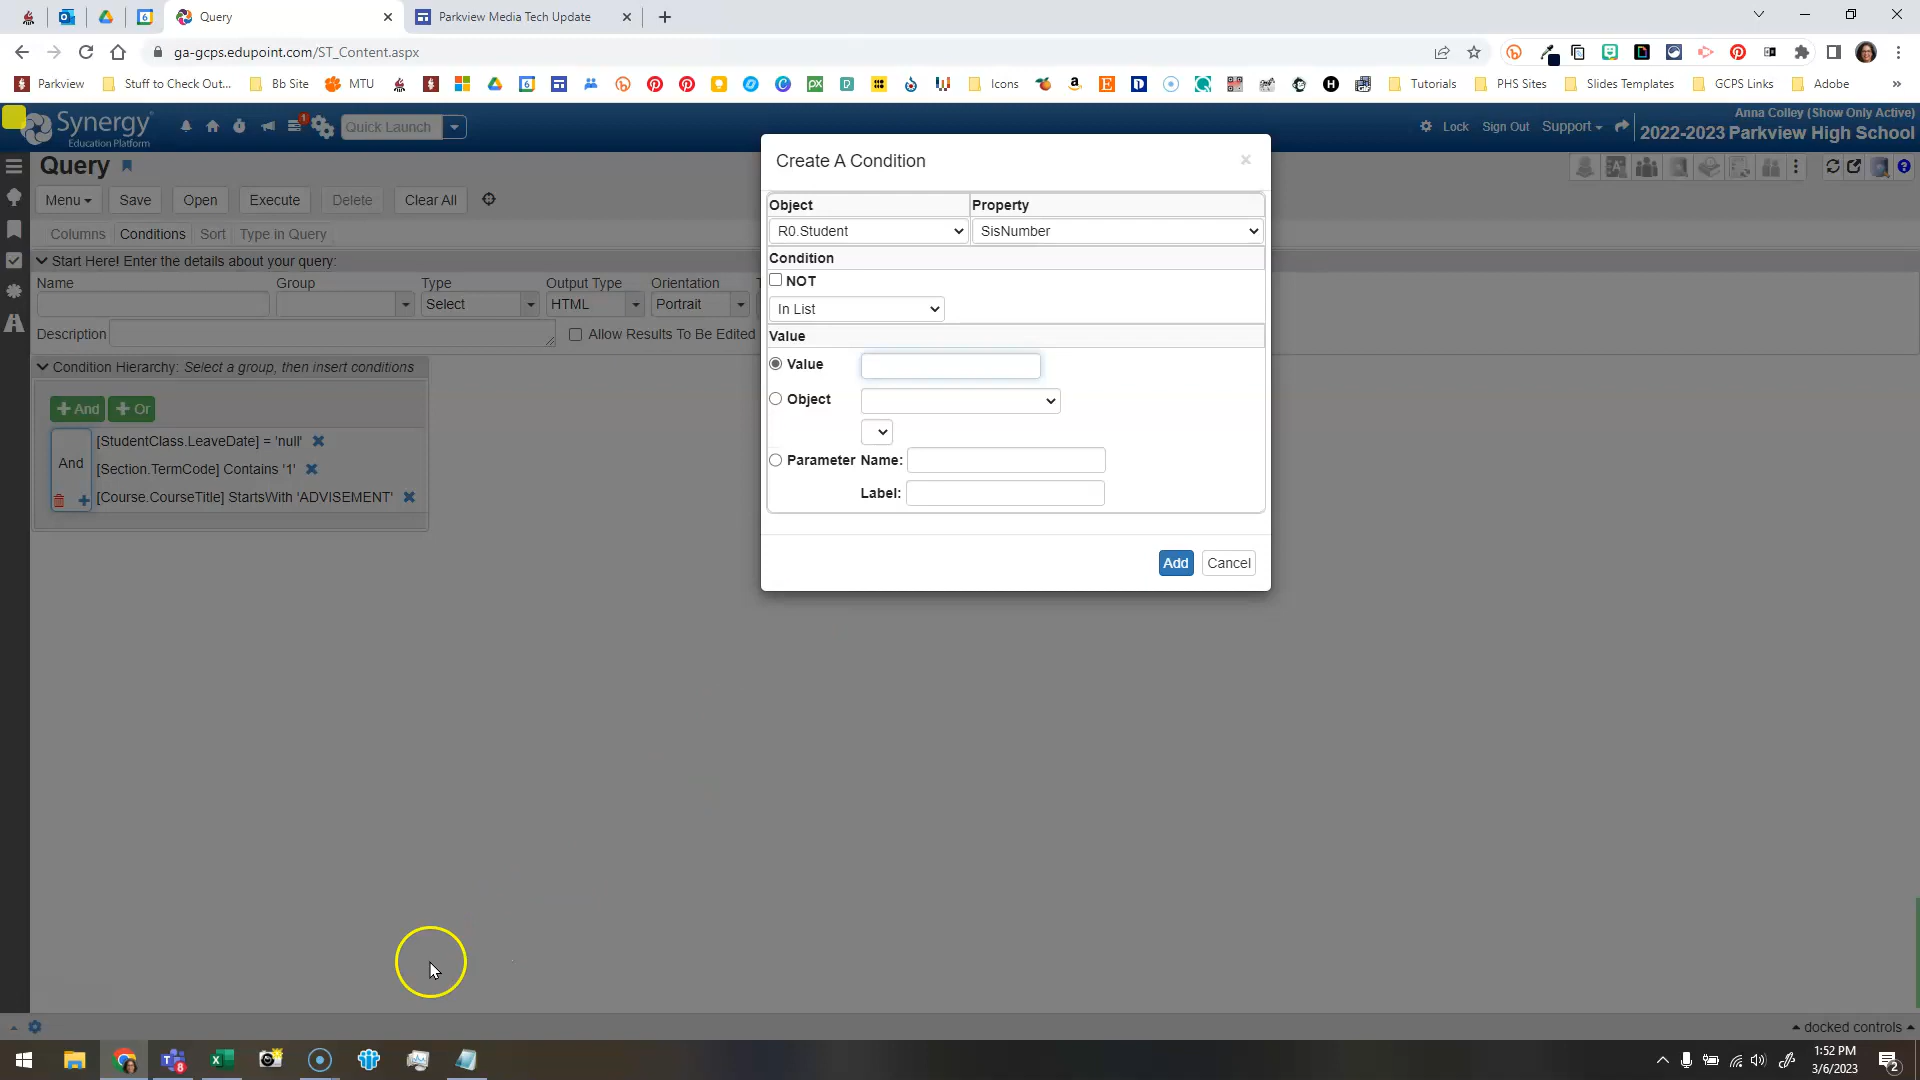 Query
Parkview Media Tech Update
ga-gcps.edupoint.com/ST_Content.aspx
Parkview
Stuff to Check Out...
Bb Site
MTU
Icons
Tutorials
PHS Sites
Slides Templates
GCPS Links
Adobe
»
Synergy
Education Platform
1
Quick Launch
Lock
Sign Out
Support
Anna Colley (Show Only Active)
2022-2023 Parkview High School
Query
Menu
Save
Open
Execute
Delete
Clear All
Columns
Conditions
Sort
Type in Query
Start Here! Enter the details about your query:
Name
Group
Type
Output Type
Orientation
Select
HTML
Portrait
Description
Allow Results To Be Edited
Condition Hierarchy: Select a group, then insert conditions
And
Or
And
[StudentClass.LeaveDate] = 'null'
[Section.TermCode] Contains '1'
[Course.CourseTitle] StartsWith 'ADVISEMENT'
Create A Condition
Object
Property
R0.Student
SisNumber
Condition
NOT
In List
Value
Value
Object
Parameter Name:
Label:
Add
Cancel
docked controls
1:52 PM
3/6/2023